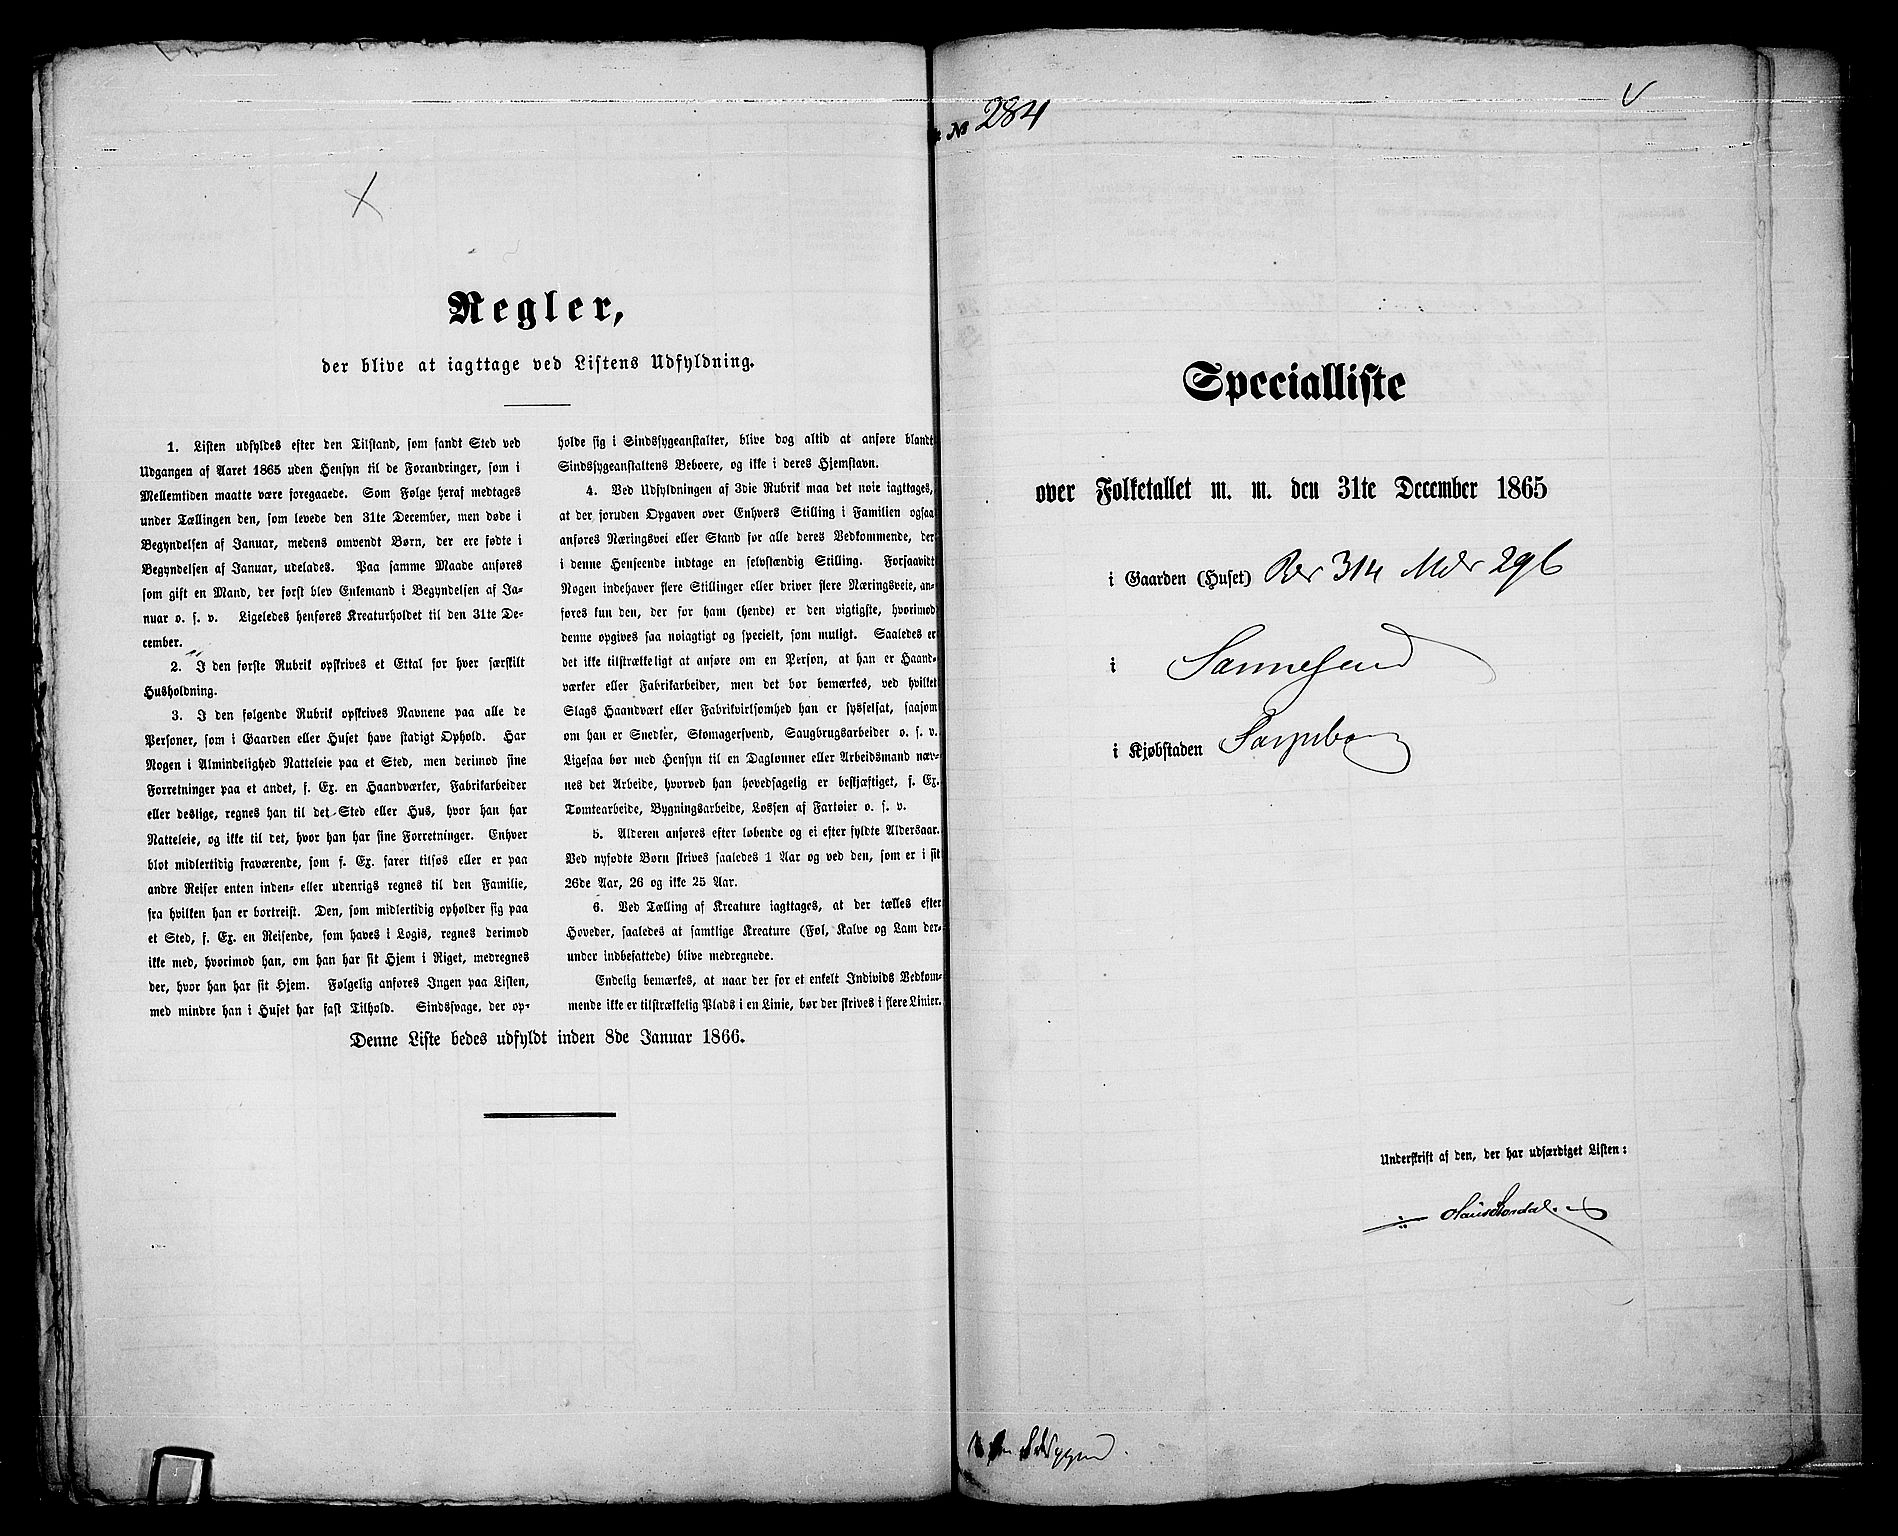 Regler,
der blive at iagttage ved Listens Udfyldning.
1. Listen udfyldes efter den Tilstand, som fandt Sted ved
Udgangen af Aaret 1865 uden Hensyn til de Forandringer, som i
Mellemtiden maatte være foregaaede. Som Følge heraf medtages
under Tællingen den, som levede den 31te December, men døde i
Begyndelsen af Januar, medens omvendt Børn, der ere fødte i
Begyndelsen af Januar, udelades. Paa samme Maade anføres
som gift en Mand, der først blev Enkemand i Begyndelsen af Ja-
nuar o. s. v. Ligeledes henføres Kreaturholdet til den 31te De-
cember.
2. I den første Rubrik opskrives et Ettal for hver særskilt
Husholdning.
3. I den følgende Rubrik opskrives Navnene paa alle de
Personer, som i Gaarden eller Huset have stadigt Ophold. Har
Nogen i Almindelighed Natteleie paa et Sted, men derimod sine
Forretninger paa et andet, s. Ex. en Haandværker, Fabrikarbeider
eller deslige, regnes han til det Sted eller Hus, hvor han har
Natteleie, og ikke til det, hvor han har sine Forretninger. Enhver
blot midlertidig fraværende, som f. Ex. farer tilsøs eller er paa
andre Reiser enten inden- eller udenrigs regnes til den Familie,
fra hvilken han er bortreist. Den, som midlertidig opholder sig paa
et Sted, s. Ex. en Reisende, som haves i Logis, regnes derimod
ikke med, hvorimod han, om han har sit Hjem i Riget, medregnes
der, hvor han har sit Hjem. Følgelig anføres Ingen paa Listen,
med mindre han i Huset har fast Tilhold. Sindssvage, der op-
holde sig i Sindssygeanstalter, blive dog altid at anføre blandt
Sindssygeanstaltens Beboere, og ikke i deres Hjemstavn.
4. Ved Udfyldningen af 3die Rubrik maa det nøie iagttages,
at der foruden Opgaven over Enhvers Stilling i Familien ogsaa
anføres Næringsvei eller Stand for alle deres Vedkommende, der
i denne Henseende indtage en selvstændig Stilling. Forsaavidt
Nogen indehaver flere Stillinger eller driver flere Næringsveie, an-
føres kun den, der for ham (hende) er den vigtigste, hvorimod
denne opgives saa nøiagtigt og specielt, som muligt. Saaledes er
det ikke tilstrækkeligt at anføre om en Person, at han er Haand-
værker eller Fabrikarbeider, men det bør bemærkes, ved hvilket
Slags Haandværk eller Fabrikvirksomhed han er sysselsat, saasom
om han er Snedker, Skomagersvend, Saugbrugsarbeider o. s. v.
Ligesaa bør med Hensyn til en Daglønner eller Arbeidsmand næv-
nes det Arbeide, hvorved han hovedsagelig er beskjæftiget, s. Ex.
Tomtearbeide, Bygningsarbeide, Lossen af Fartøier o. s. v.
5. Alderen anføres efter løbende og ei efter fyldte Aldersaar.
Ved nyfødte Børn skrives saaledes 1 Aar og ved den, som er i sit
26de Aar, 26 og ikke 25 Aar.
6. Ved Tælling af Kreature iagttages, at der tælles efter
Hoveder, saaledes at samtlige Kreature (Føl, Kalve og Lam der-
under indbefattede) blive medregnede.
Endelig bemærkes, at naar der for et enkelt Individs Vedkom-
mende ikke er tilstrækkelig Plads i en Linie, bør der skrives i flere Linier.
Denne Liste bedes udfyldt inden 8de Januar 1866.
№ 284
Specialliste
over Folketallet m. m. den 31te December 1865
i Gaarden (Huset) Br 314 Mdr 296
i Sannesund
i Kjøbstaden Sarpsborg
Underskrift af den, der har udfærdiget Listen: